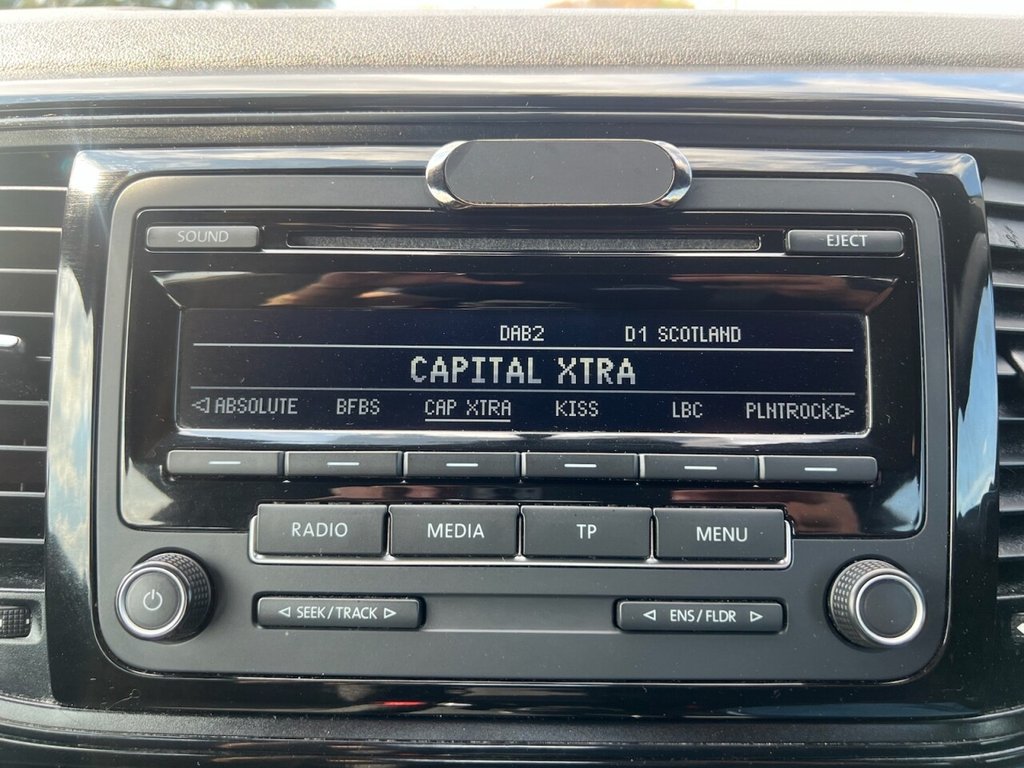 SOUND EJECT
DAB2 D1 SCOTLAND
CAPITAL XTRA
ABSOLUTE BFBS CAP XTRA KISS LBC PLNTROCK
RADIO MEDIA TP MENU
SEEK / TRACK ENS / FLDR